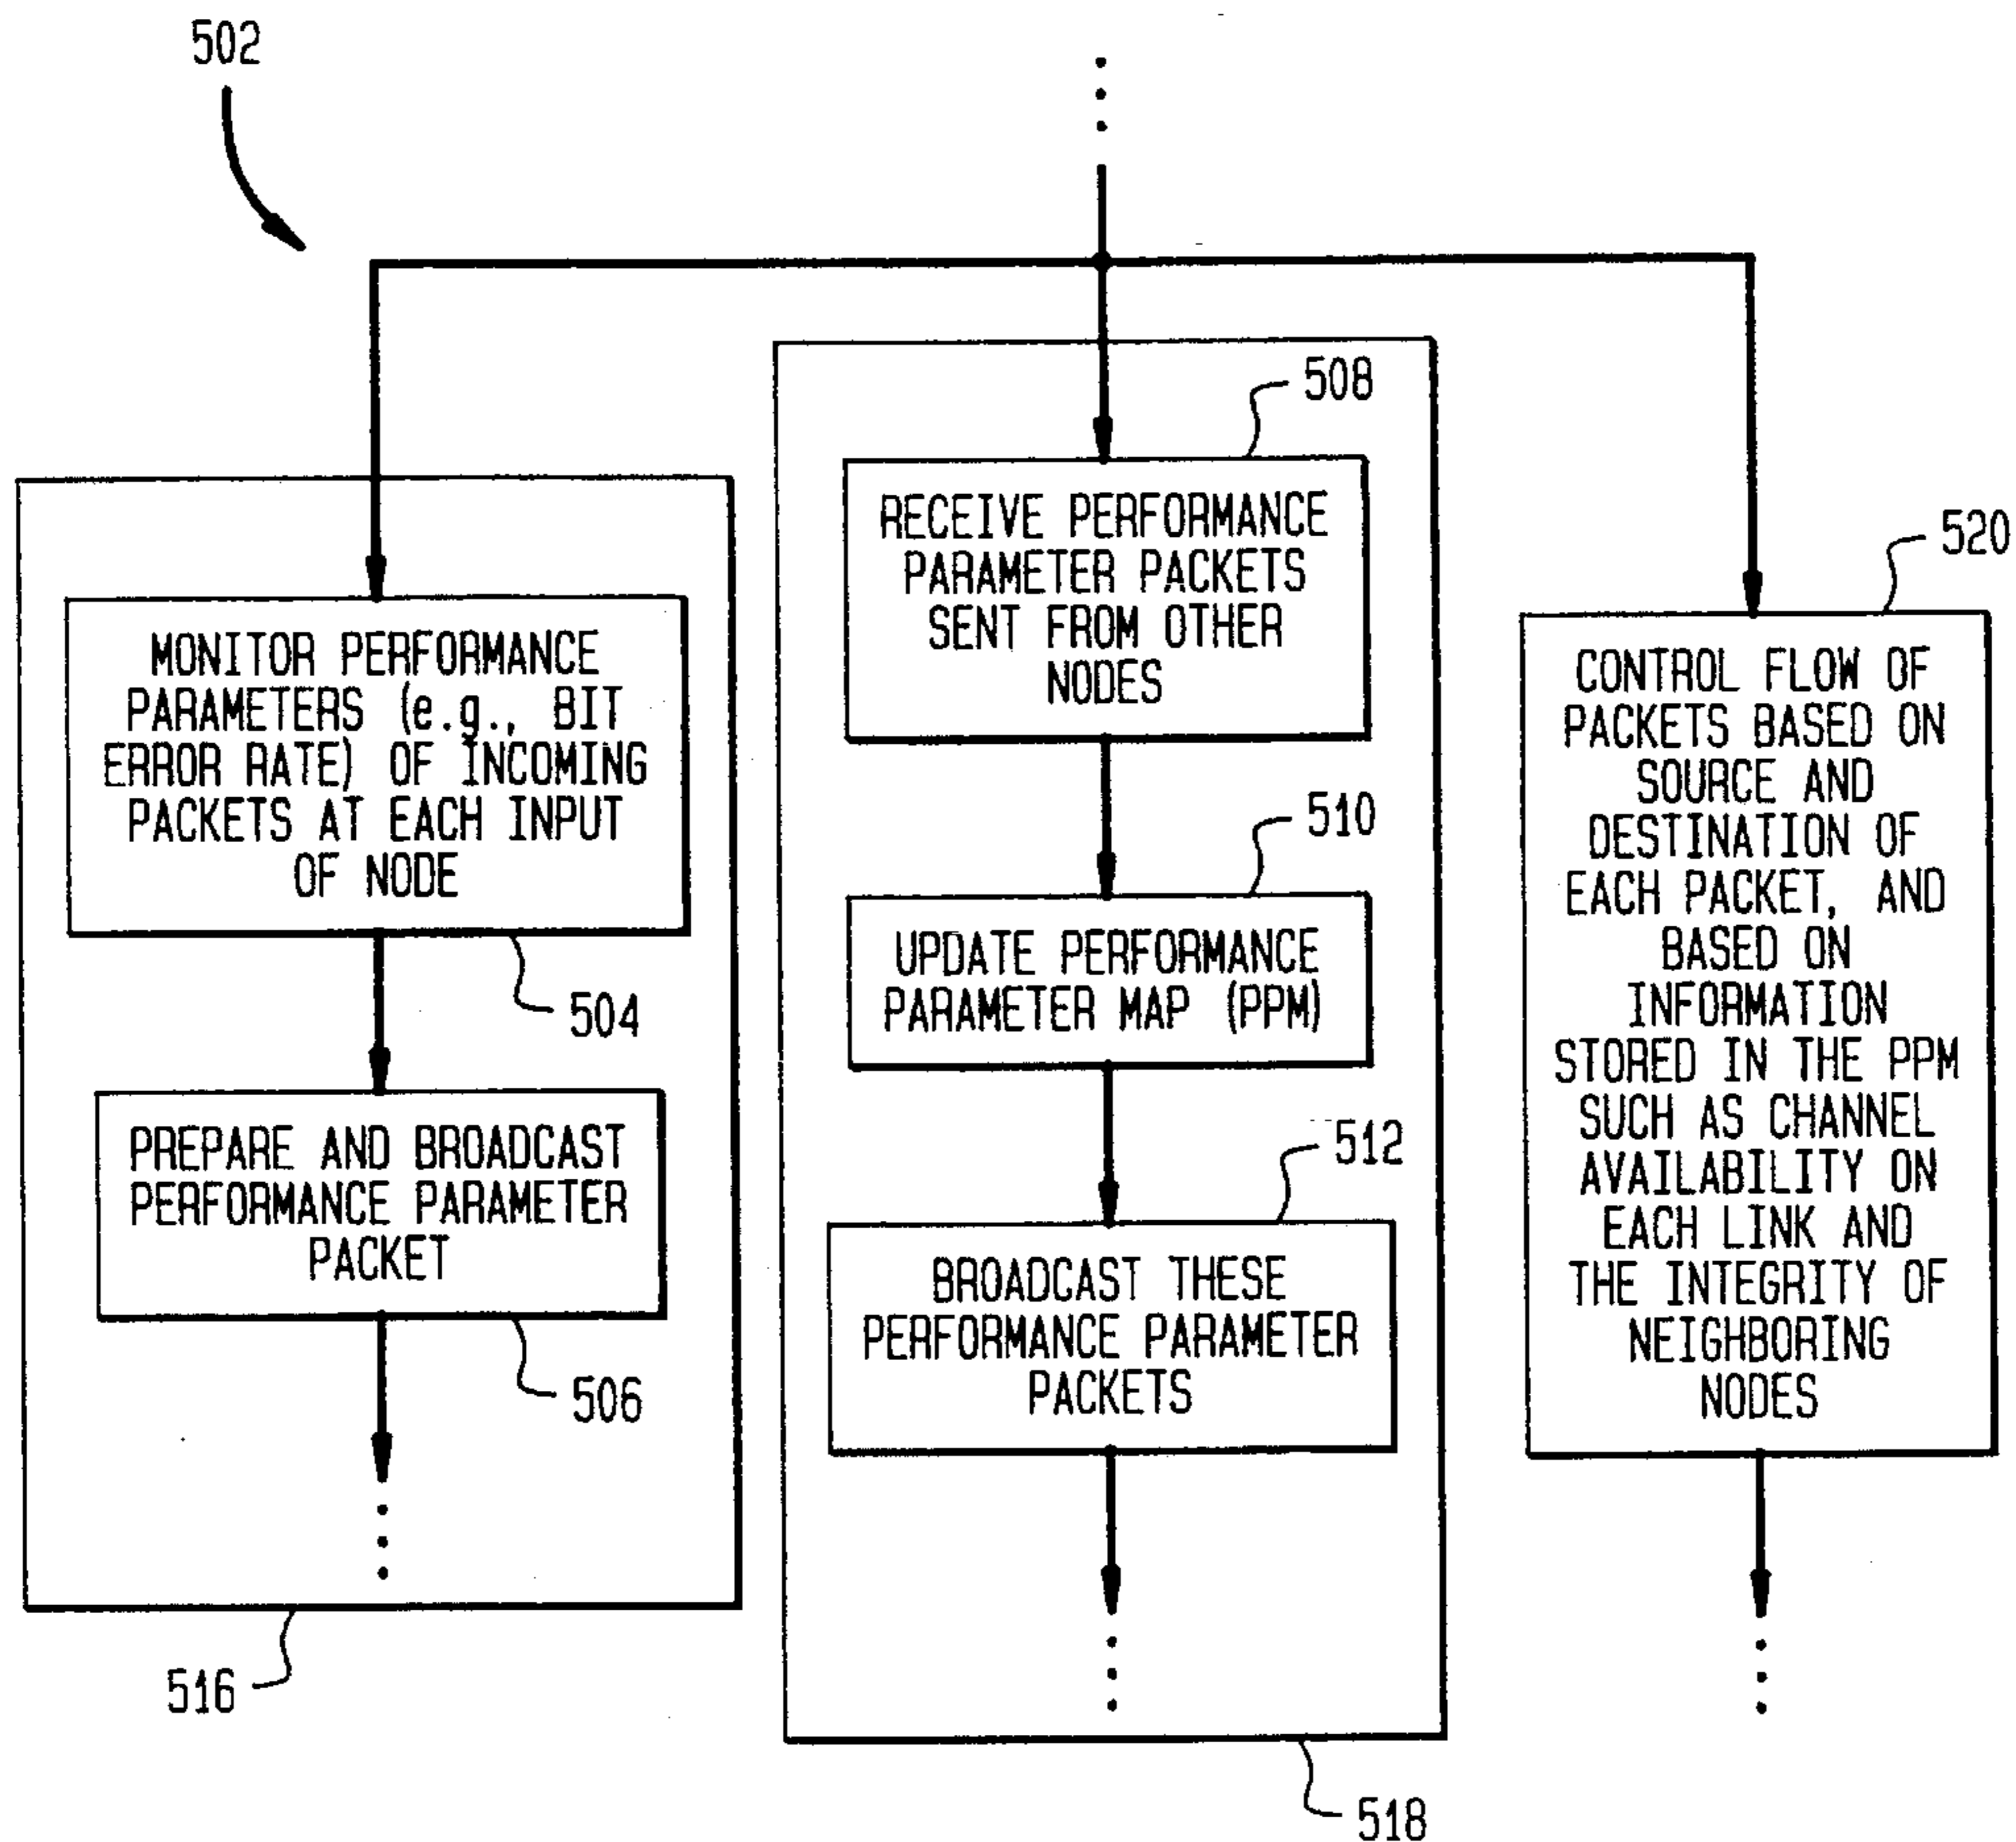 502
508
RECEIVE PERFORMANCE
PARAMETER PACKETS
SENT FROM OTHER
NODES
520
MONITOR PERFORMANCE
PARAMETERS (e.g., BIT
ERROR RATE) OF INCOMING
PACKETS AT EACH INPUT
OF NODE
504
510
UPDATE PERFORMANCE
PARAMETER MAP (PPM)
CONTROL FLOW OF
PACKETS BASED ON
SOURCE AND
DESTINATION OF
EACH PACKET, AND
BASED ON
INFORMATION
STORED IN THE PPM
SUCH AS CHANNEL
AVAILABILITY ON
EACH LINK AND
THE INTEGRITY OF
NEIGHBORING
NODES
PREPARE AND BROADCAST
PERFORMANCE PARAMETER
PACKET
506
512
BROADCAST THESE
PERFORMANCE PARAMETER
PACKETS
516
518